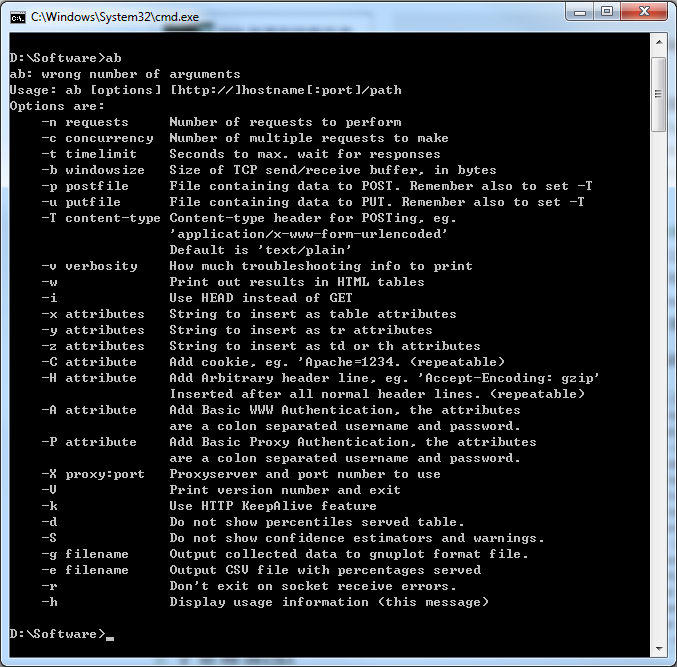 C:\Windows\System32\cmd.exe
D:\Software>ab
ab: wrong number of arguments
Usage: ab [options] [http://]hostname[:port]/path
Options are:
    -n requests     Number of requests to perform
    -c concurrency  Number of multiple requests to make
    -t timelimit    Seconds to max. wait for responses
    -b windowsize   Size of TCP send/receive buffer, in bytes
    -p postfile     File containing data to POST. Remember also to set -T
    -u putfile      File containing data to PUT. Remember also to set -T
    -T content-type Content-type header for POSTing, eg.
                    'application/x-www-form-urlencoded'
                    Default is 'text/plain'
    -v verbosity    How much troubleshooting info to print
    -w              Print out results in HTML tables
    -i              Use HEAD instead of GET
    -x attributes   String to insert as table attributes
    -y attributes   String to insert as tr attributes
    -z attributes   String to insert as td or th attributes
    -C attribute    Add cookie, eg. 'Apache=1234. (repeatable)
    -H attribute    Add Arbitrary header line, eg. 'Accept-Encoding: gzip'
                    Inserted after all normal header lines. (repeatable)
    -A attribute    Add Basic WWW Authentication, the attributes
                    are a colon separated username and password.
    -P attribute    Add Basic Proxy Authentication, the attributes
                    are a colon separated username and password.
    -X proxy:port   Proxyserver and port number to use
    -V              Print version number and exit
    -k              Use HTTP KeepAlive feature
    -d              Do not show percentiles served table.
    -S              Do not show confidence estimators and warnings.
    -g filename     Output collected data to gnuplot format file.
    -e filename     Output CSV file with percentages served
    -r              Don't exit on socket receive errors.
    -h              Display usage information (this message)
D:\Software>_